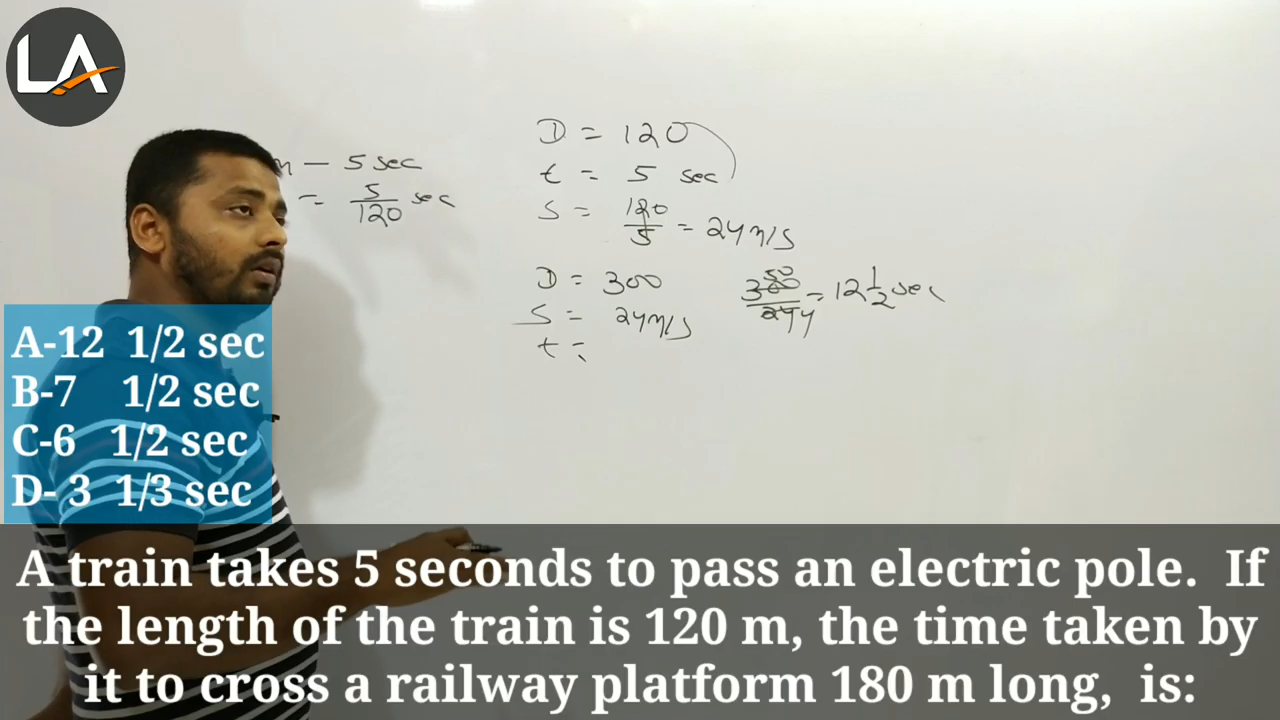 LA
m — 5 sec
= 5/120 sec
D = 120
t = 5 sec
S = 120/5 = 24 m/s
D = 300
S = 24 m/s
t =
300/24 = 12 1/2 sec
50
4
A-12 1/2 sec
B-7 1/2 sec
C-6 1/2 sec
D- 3 1/3 sec
A train takes 5 seconds to pass an electric pole. If
the length of the train is 120 m, the time taken by
it to cross a railway platform 180 m long, is: